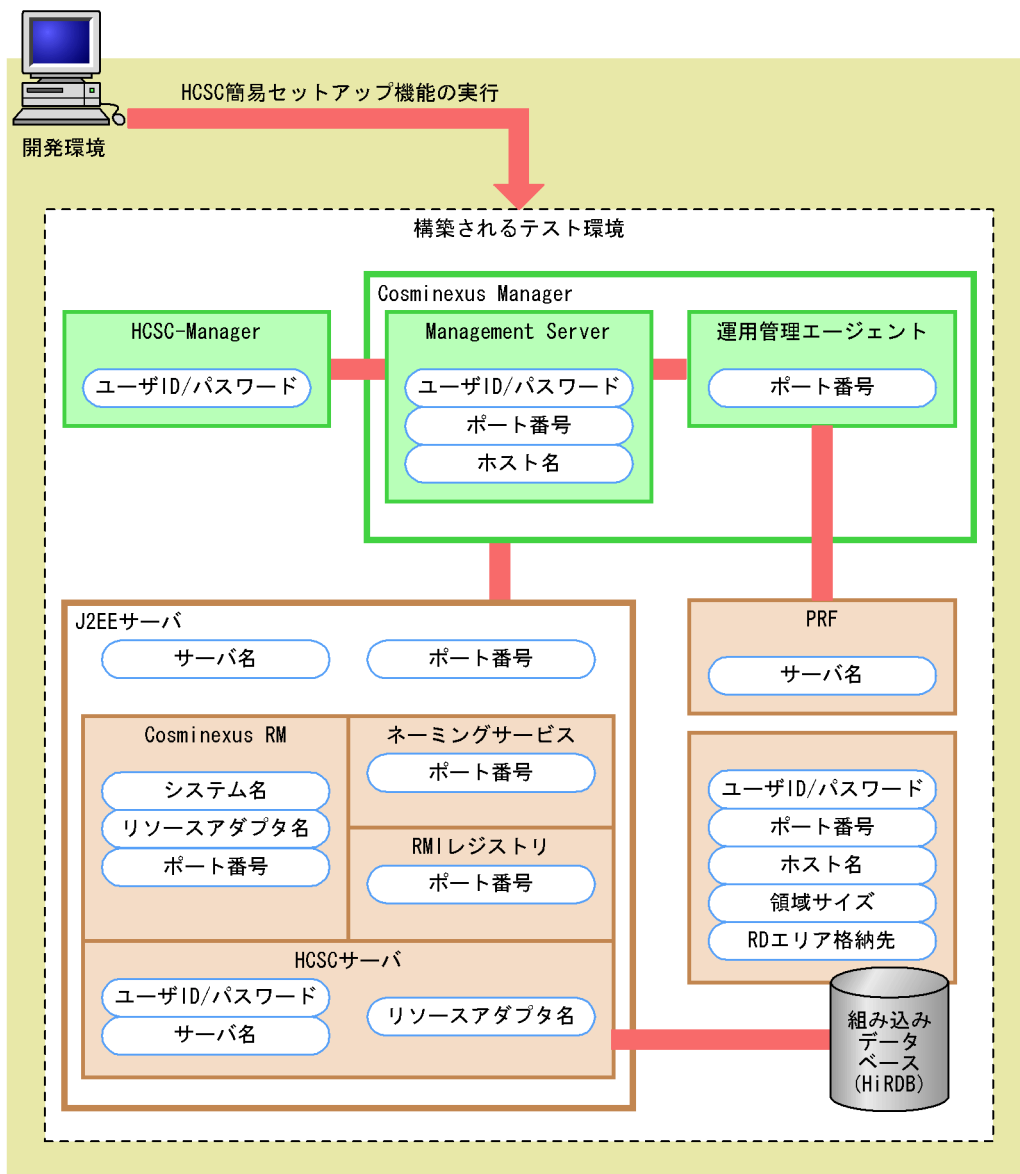 HCSC簡易セットアップ機能の実行
開発環境
構築されるテスト環境
Cosminexus Manager
HCSC-Manager
ユーザID/パスワード
Management Server
ユーザID/パスワード
ポート番号
ホスト名
運用管理エージェント
ポート番号
J2EEサーバ
サーバ名
ポート番号
PRF
サーバ名
Cosminexus RM
システム名
リソースアダプタ名
ポート番号
ネーミングサービス
ポート番号
RMIレジストリ
ポート番号
ユーザID/パスワード
ポート番号
ホスト名
領域サイズ
RDエリア格納先
HCSCサーバ
ユーザID/パスワード
サーバ名
リソースアダプタ名
組み込み
データ
ベース
(HiRDB)